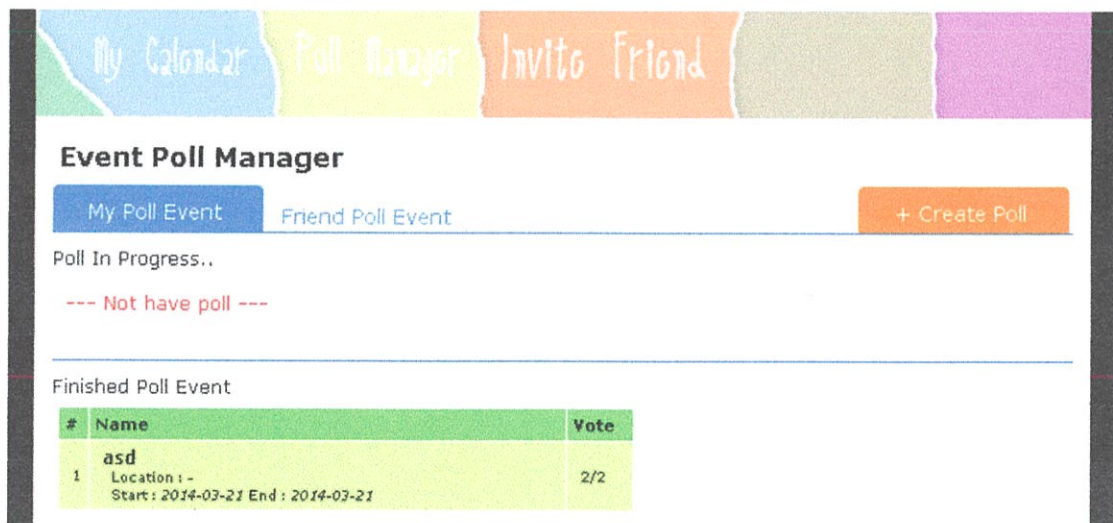 My Calendar Poll Manager Invite Friend
Event Poll Manager
My Poll Event Friend Poll Event + Create Poll
Poll In Progress..
--- Not have poll ---
Finished Poll Event
# Name Vote
asd
1 Location : - 2/2
Start : 2014-03-21 End : 2014-03-21